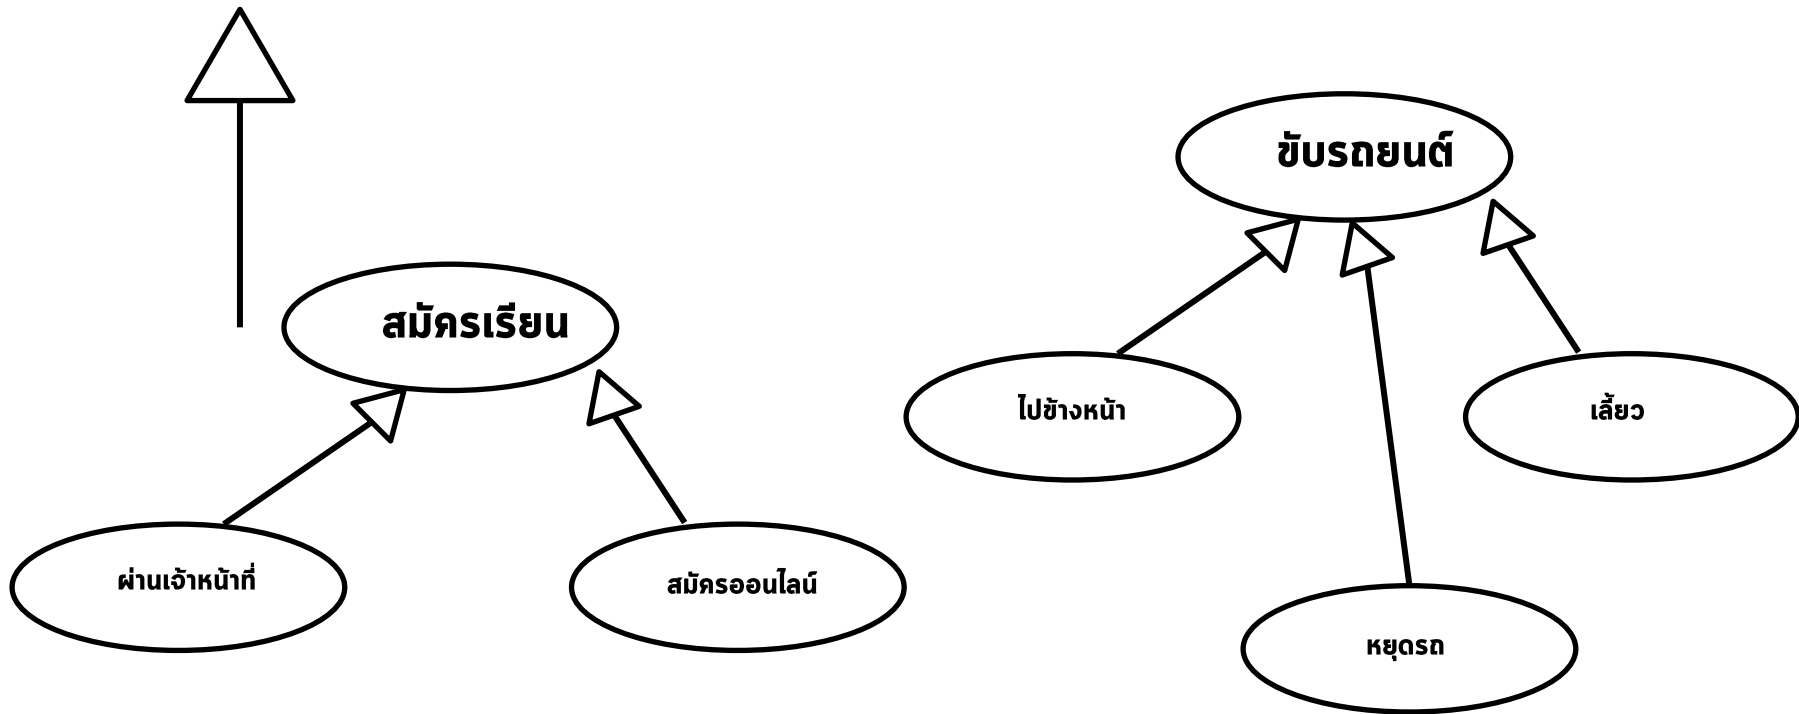 ขับรถยนต์
สมัครเรียน
ไปข้างหน้า
เลี้ยว
ผ่านเจ้าหน้าที่
สมัครออนไลน์
หยุดรถ